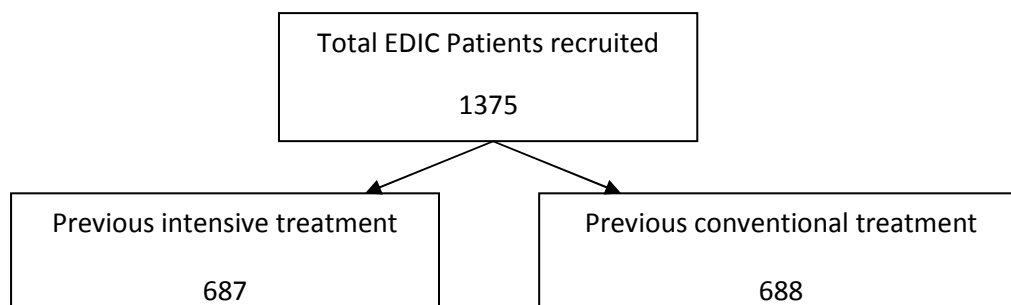 Total EDIC Patients recruited
1375
Previous intensive treatment
687
Previous conventional treatment
688